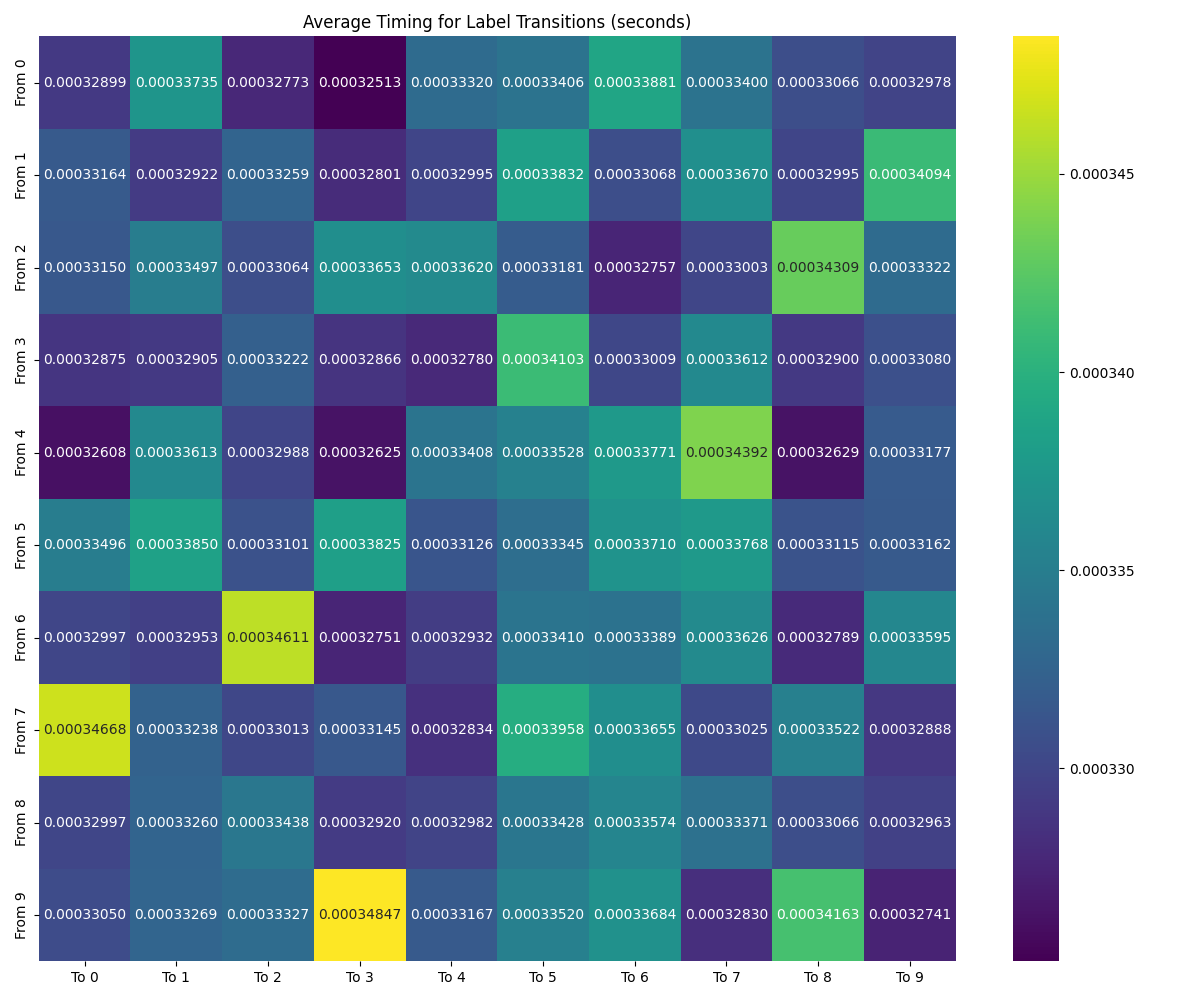 Average Timing for Label Transitions (seconds)
From 0 0.00032899 0.00033735 0.00032773 0.00032513 0.00033320 0.00033406 0.00033881 0.00033400 0.00033066 0.00032978
From 1 0.00033164 0.00032922 0.00033259 0.00032801 0.00032995 0.00033832 0.00033068 0.00033670 0.00032995 0.00034094
From 2 0.00033150 0.00033497 0.00033064 0.00033653 0.00033620 0.00033181 0.00032757 0.00033003 0.00034309 0.00033322
From 3 0.00032875 0.00032905 0.00033222 0.00032866 0.00032780 0.00034103 0.00033009 0.00033612 0.00032900 0.00033080
From 4 0.00032608 0.00033613 0.00032988 0.00032625 0.00033408 0.00033528 0.00033771 0.00034392 0.00032629 0.00033177
From 5 0.00033496 0.00033850 0.00033101 0.00033825 0.00033126 0.00033345 0.00033710 0.00033768 0.00033115 0.00033162
From 6 0.00032997 0.00032953 0.00034611 0.00032751 0.00032932 0.00033410 0.00033389 0.00033626 0.00032789 0.00033595
From 7 0.00034668 0.00033238 0.00033013 0.00033145 0.00032834 0.00033958 0.00033655 0.00033025 0.00033522 0.00032888
From 8 0.00032997 0.00033260 0.00033438 0.00032920 0.00032982 0.00033428 0.00033574 0.00033371 0.00033066 0.00032963
From 9 0.00033050 0.00033269 0.00033327 0.00034847 0.00033167 0.00033520 0.00033684 0.00032830 0.00034163 0.00032741
To 0 To 1 To 2 To 3 To 4 To 5 To 6 To 7 To 8 To 9
0.000345
0.000340
0.000335
0.000330